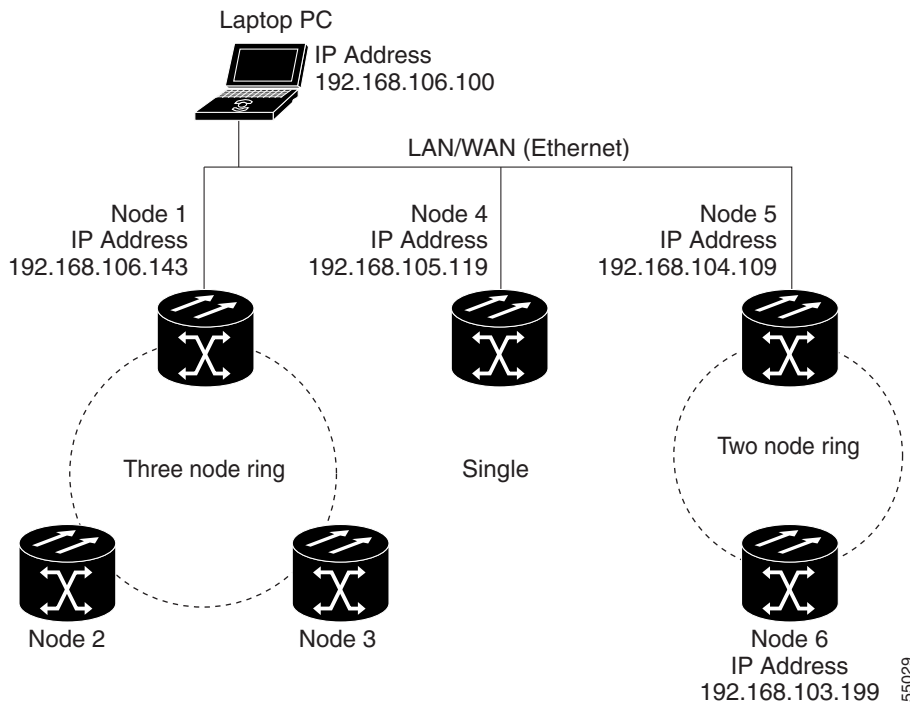 Laptop PC
IP Address
192.168.106.100
LAN/WAN (Ethernet)
Node 1
IP Address
192.168.106.143
Node 4
IP Address
192.168.105.119
Node 5
IP Address
192.168.104.109
Three node ring
Single
Two node ring
Node 2
Node 3
Node 6
IP Address
192.168.103.199
55029